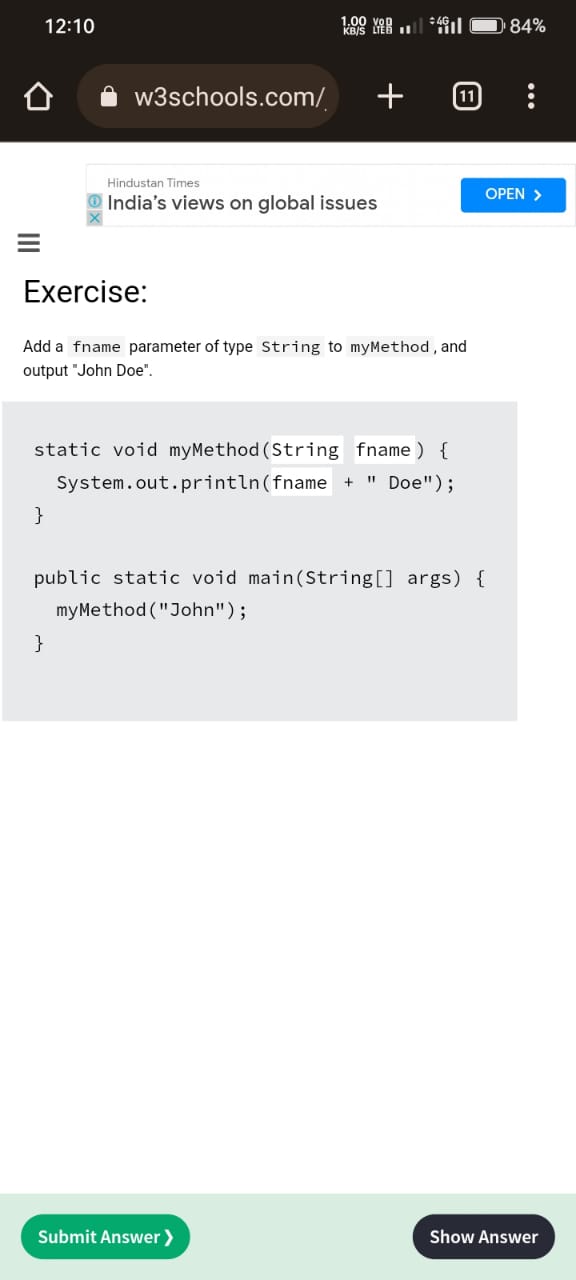 12:10
1.00 KB/S VoD LTE 4G 84%
w3schools.com/
11
Hindustan Times
India's views on global issues
OPEN >
Exercise:
Add a fname parameter of type String to myMethod, and
output "John Doe".
static void myMethod(String fname) {
System.out.println(fname + " Doe");
}
public static void main(String[] args) {
myMethod("John");
}
Submit Answer ❯
Show Answer